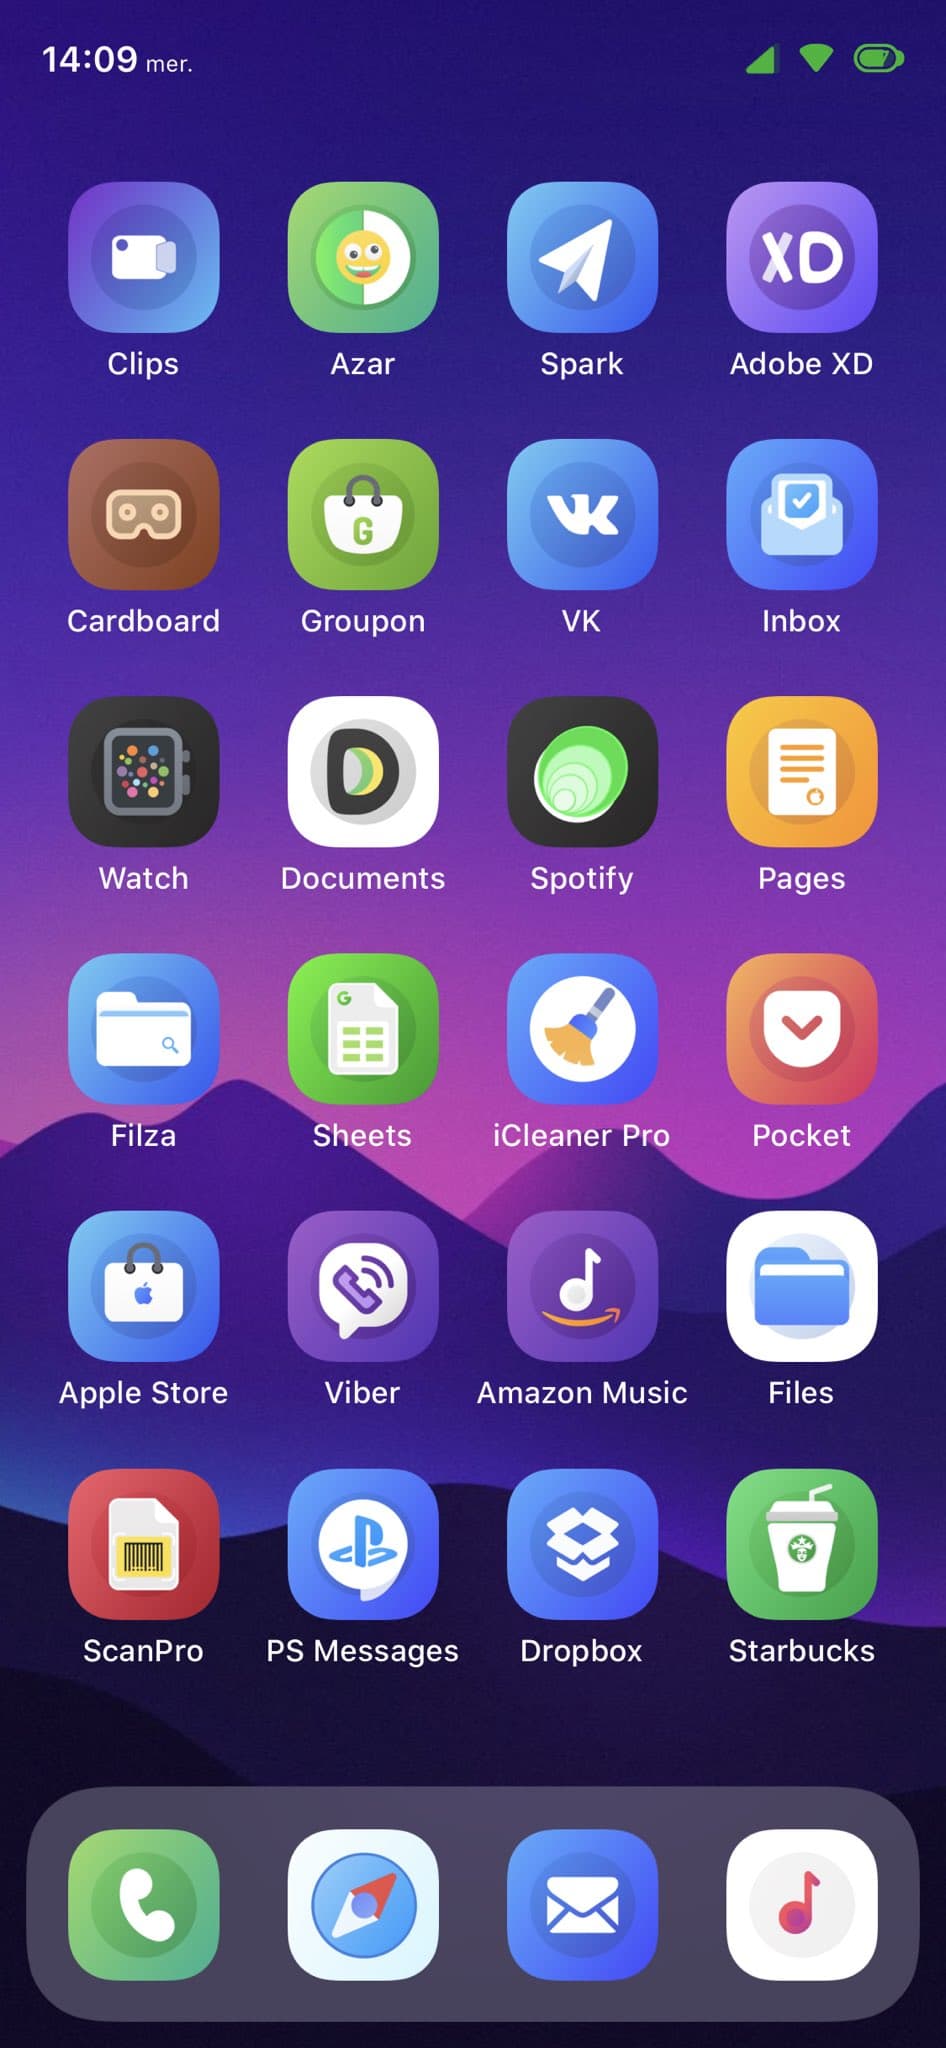 14:09 mer.
Clips Azar Spark Adobe XD
XD
Cardboard Groupon VK Inbox
G
VK
Watch Documents Spotify Pages
D
Filza Sheets iCleaner Pro Pocket
G
Apple Store Viber Amazon Music Files
ScanPro PS Messages Dropbox Starbucks